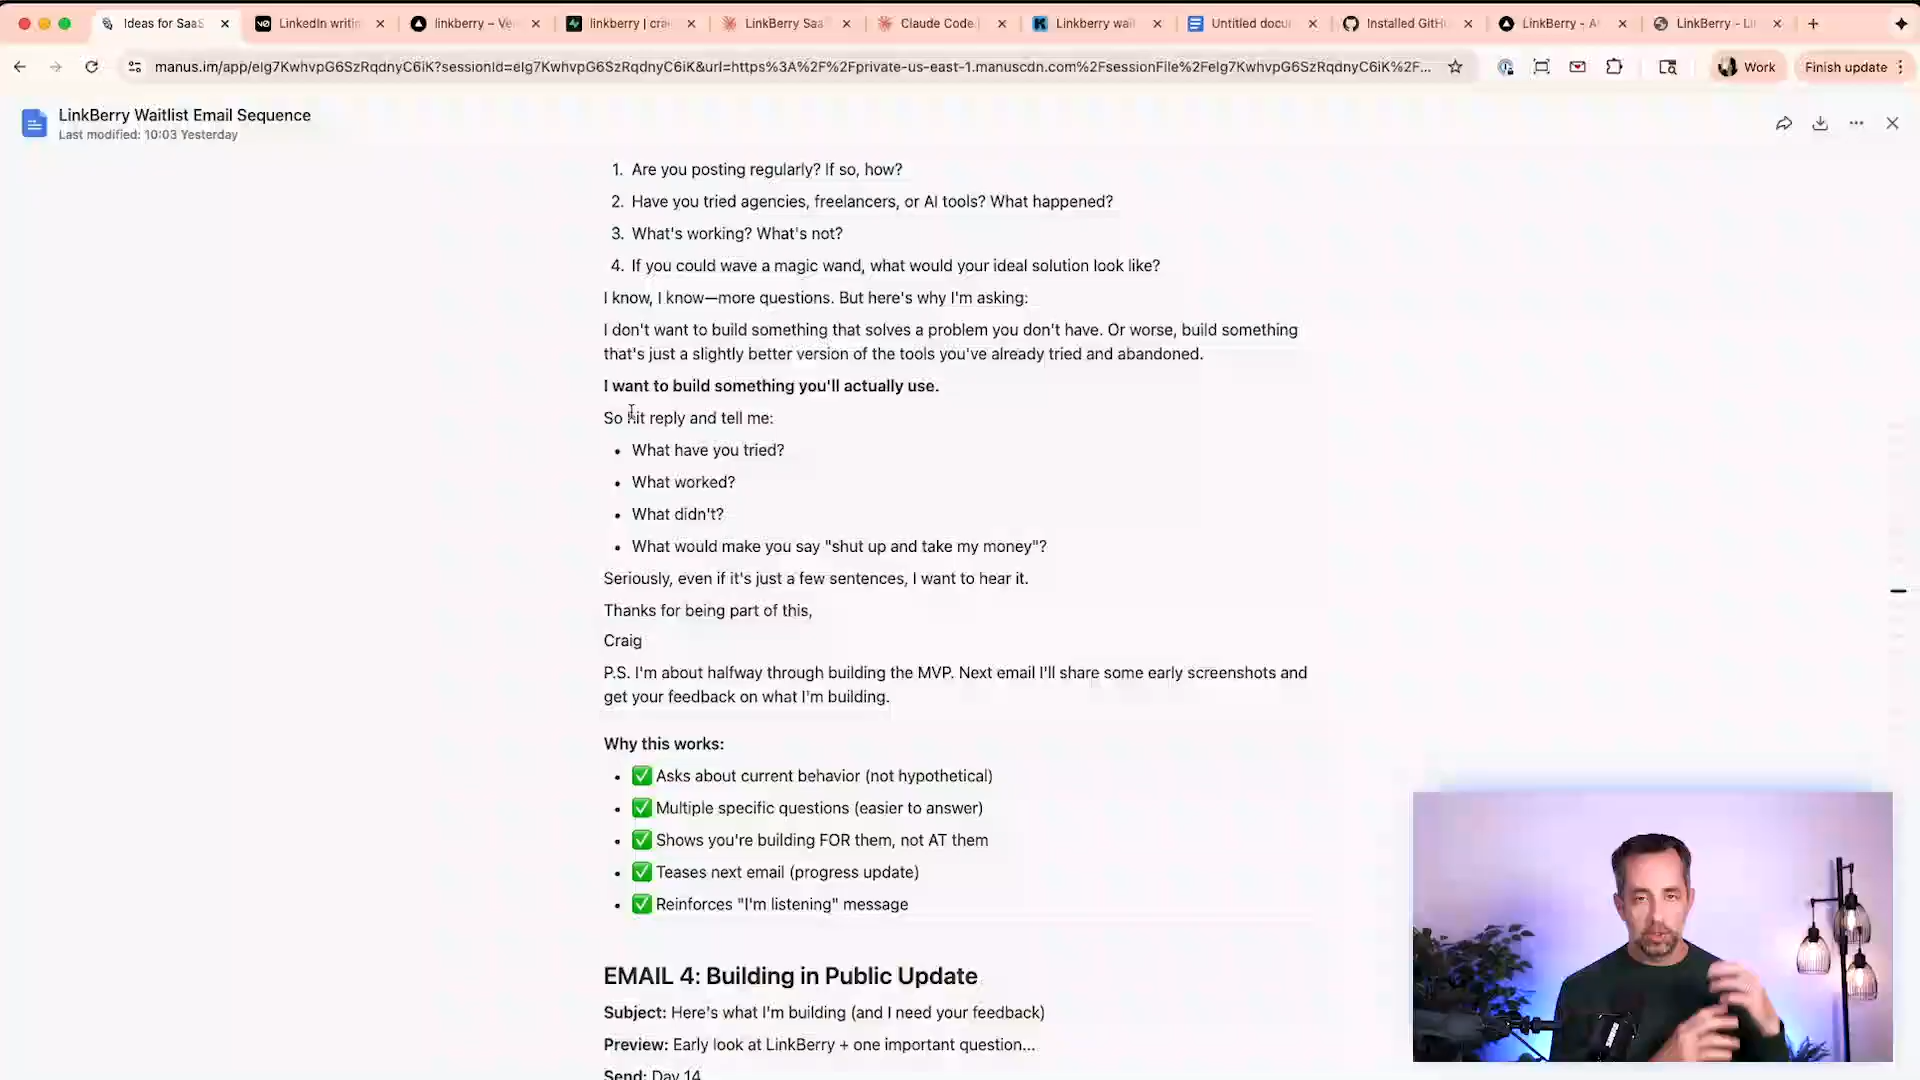 Ideas for SaaS
LinkedIn writin
linkberry – Ve
linkberry | cra
LinkBerry Saa
Claude Code
Linkberry wai
Untitled docu
Installed GitH
LinkBerry - A
LinkBerry - Li
manus.im/app/eIg7KwhvpG6SzRqdnyC6iK?sessionId=eIg7KwhvpG6SzRqdnyC6iK&url=https%3A%2F%2Fprivate-us-east-1.manuscdn.com%2FsessionFile%2FeIg7KwhvpG6SzRqdnyC6iK%2F...
Work
Finish update
LinkBerry Waitlist Email Sequence
Last modified: 10:03 Yesterday
1. Are you posting regularly? If so, how?
2. Have you tried agencies, freelancers, or AI tools? What happened?
3. What's working? What's not?
4. If you could wave a magic wand, what would your ideal solution look like?
I know, I know—more questions. But here's why I'm asking:
I don't want to build something that solves a problem you don't have. Or worse, build something
that's just a slightly better version of the tools you've already tried and abandoned.
I want to build something you'll actually use.
So hit reply and tell me:
• What have you tried?
• What worked?
• What didn't?
• What would make you say "shut up and take my money"?
Seriously, even if it's just a few sentences, I want to hear it.
Thanks for being part of this,
Craig
P.S. I'm about halfway through building the MVP. Next email I'll share some early screenshots and
get your feedback on what I'm building.
Why this works:
• ✅ Asks about current behavior (not hypothetical)
• ✅ Multiple specific questions (easier to answer)
• ✅ Shows you're building FOR them, not AT them
• ✅ Teases next email (progress update)
• ✅ Reinforces "I'm listening" message
EMAIL 4: Building in Public Update
Subject: Here's what I'm building (and I need your feedback)
Preview: Early look at LinkBerry + one important question...
Send: Day 14